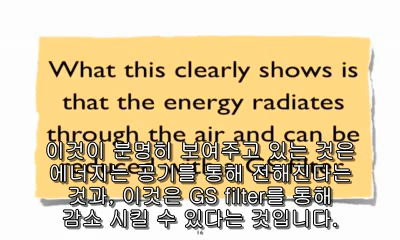 What this clearly shows is
that the energy radiates
through the air and can be
이것이 분명히 보여주고 있는 것은
에너지는 공기를 통해 전해진다는
것과, 이것은 GS filter를 통해
감소 시킬 수 있다는 것입니다.